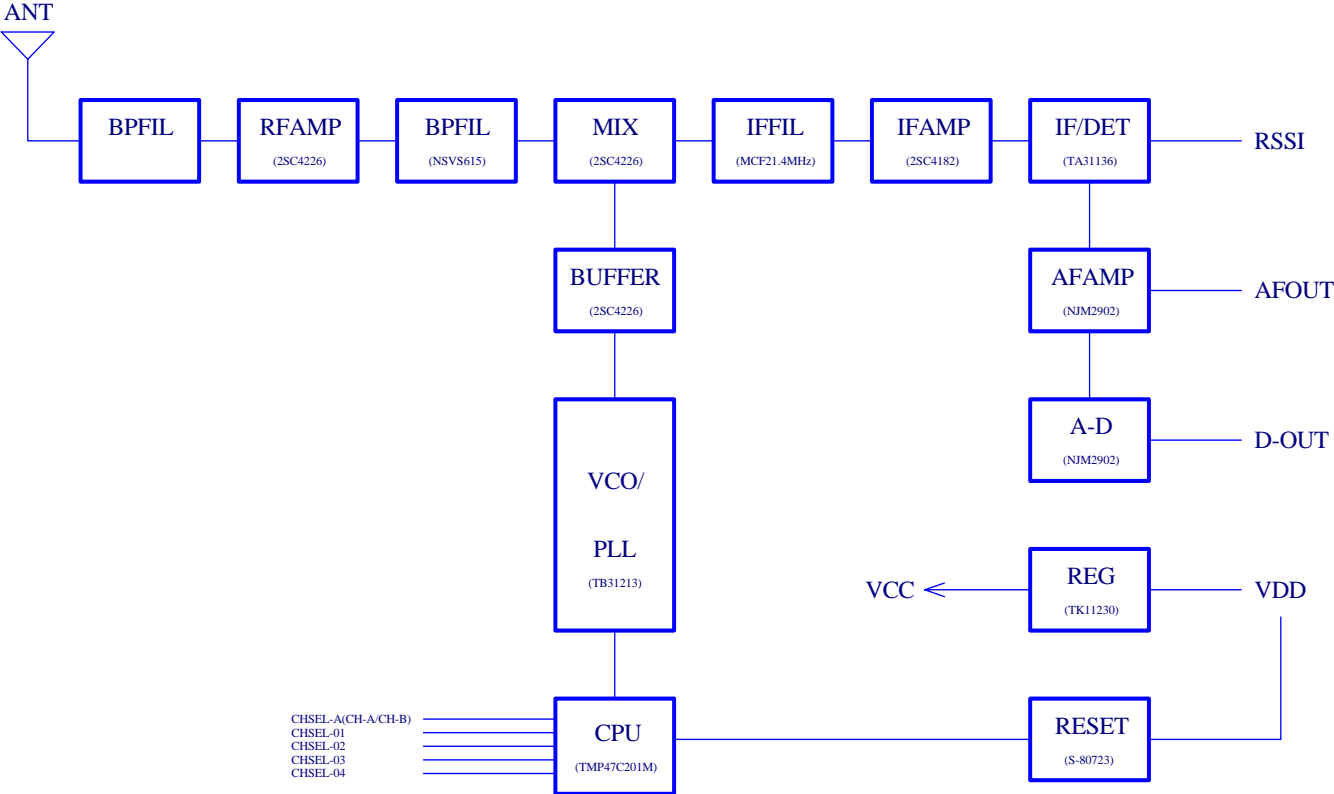 ANT
BPFIL
RFAMP
(2SC4226)
BPFIL
(NSVS615)
MIX
(2SC4226)
IFFIL
(MCF21.4MHz)
IFAMP
(2SC4182)
IF/DET
(TA31136)
RSSI
BUFFER
(2SC4226)
AFAMP
(NJM2902)
AFOUT
VCO/
PLL
(TB31213)
A-D
(NJM2902)
D-OUT
VCC
REG
(TK11230)
VDD
CHSEL-A(CH-A/CH-B)
CHSEL-01
CHSEL-02
CHSEL-03
CHSEL-04
CPU
(TMP47C201M)
RESET
(S-80723)